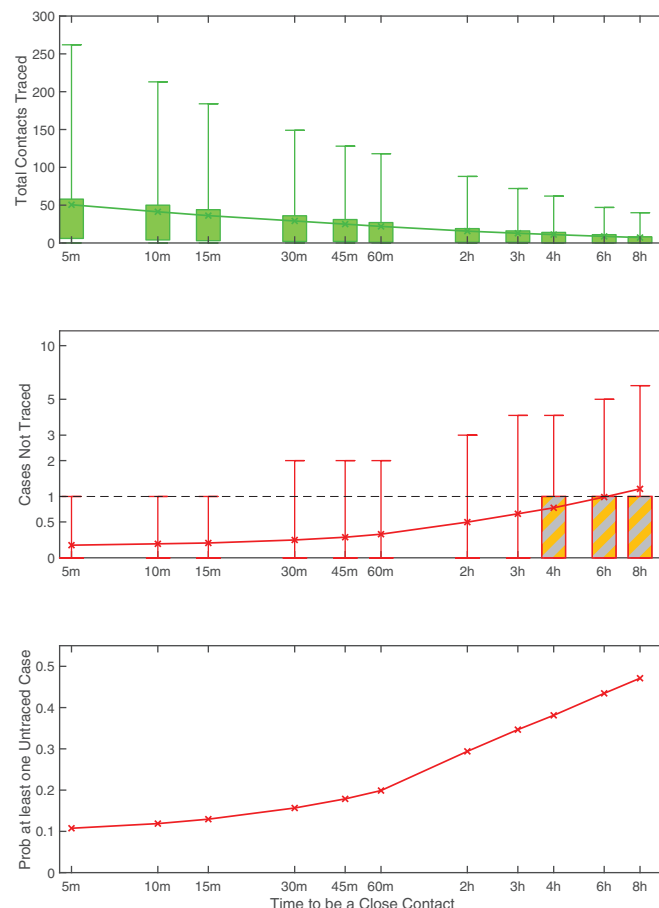 300
250
200
150
100
50
0
Total Contacts Traced
5m 10m 15m 30m 45m 60m 2h 3h 4h 6h 8h
10
5
3
2
1
0.5
0
Cases Not Traced
5m 10m 15m 30m 45m 60m 2h 3h 4h 6h 8h
0.5
0.4
0.3
0.2
0.1
0
Prob at least one Untraced Case
5m 10m 15m 30m 45m 60m 2h 3h 4h 6h 8h
Time to be a Close Contact